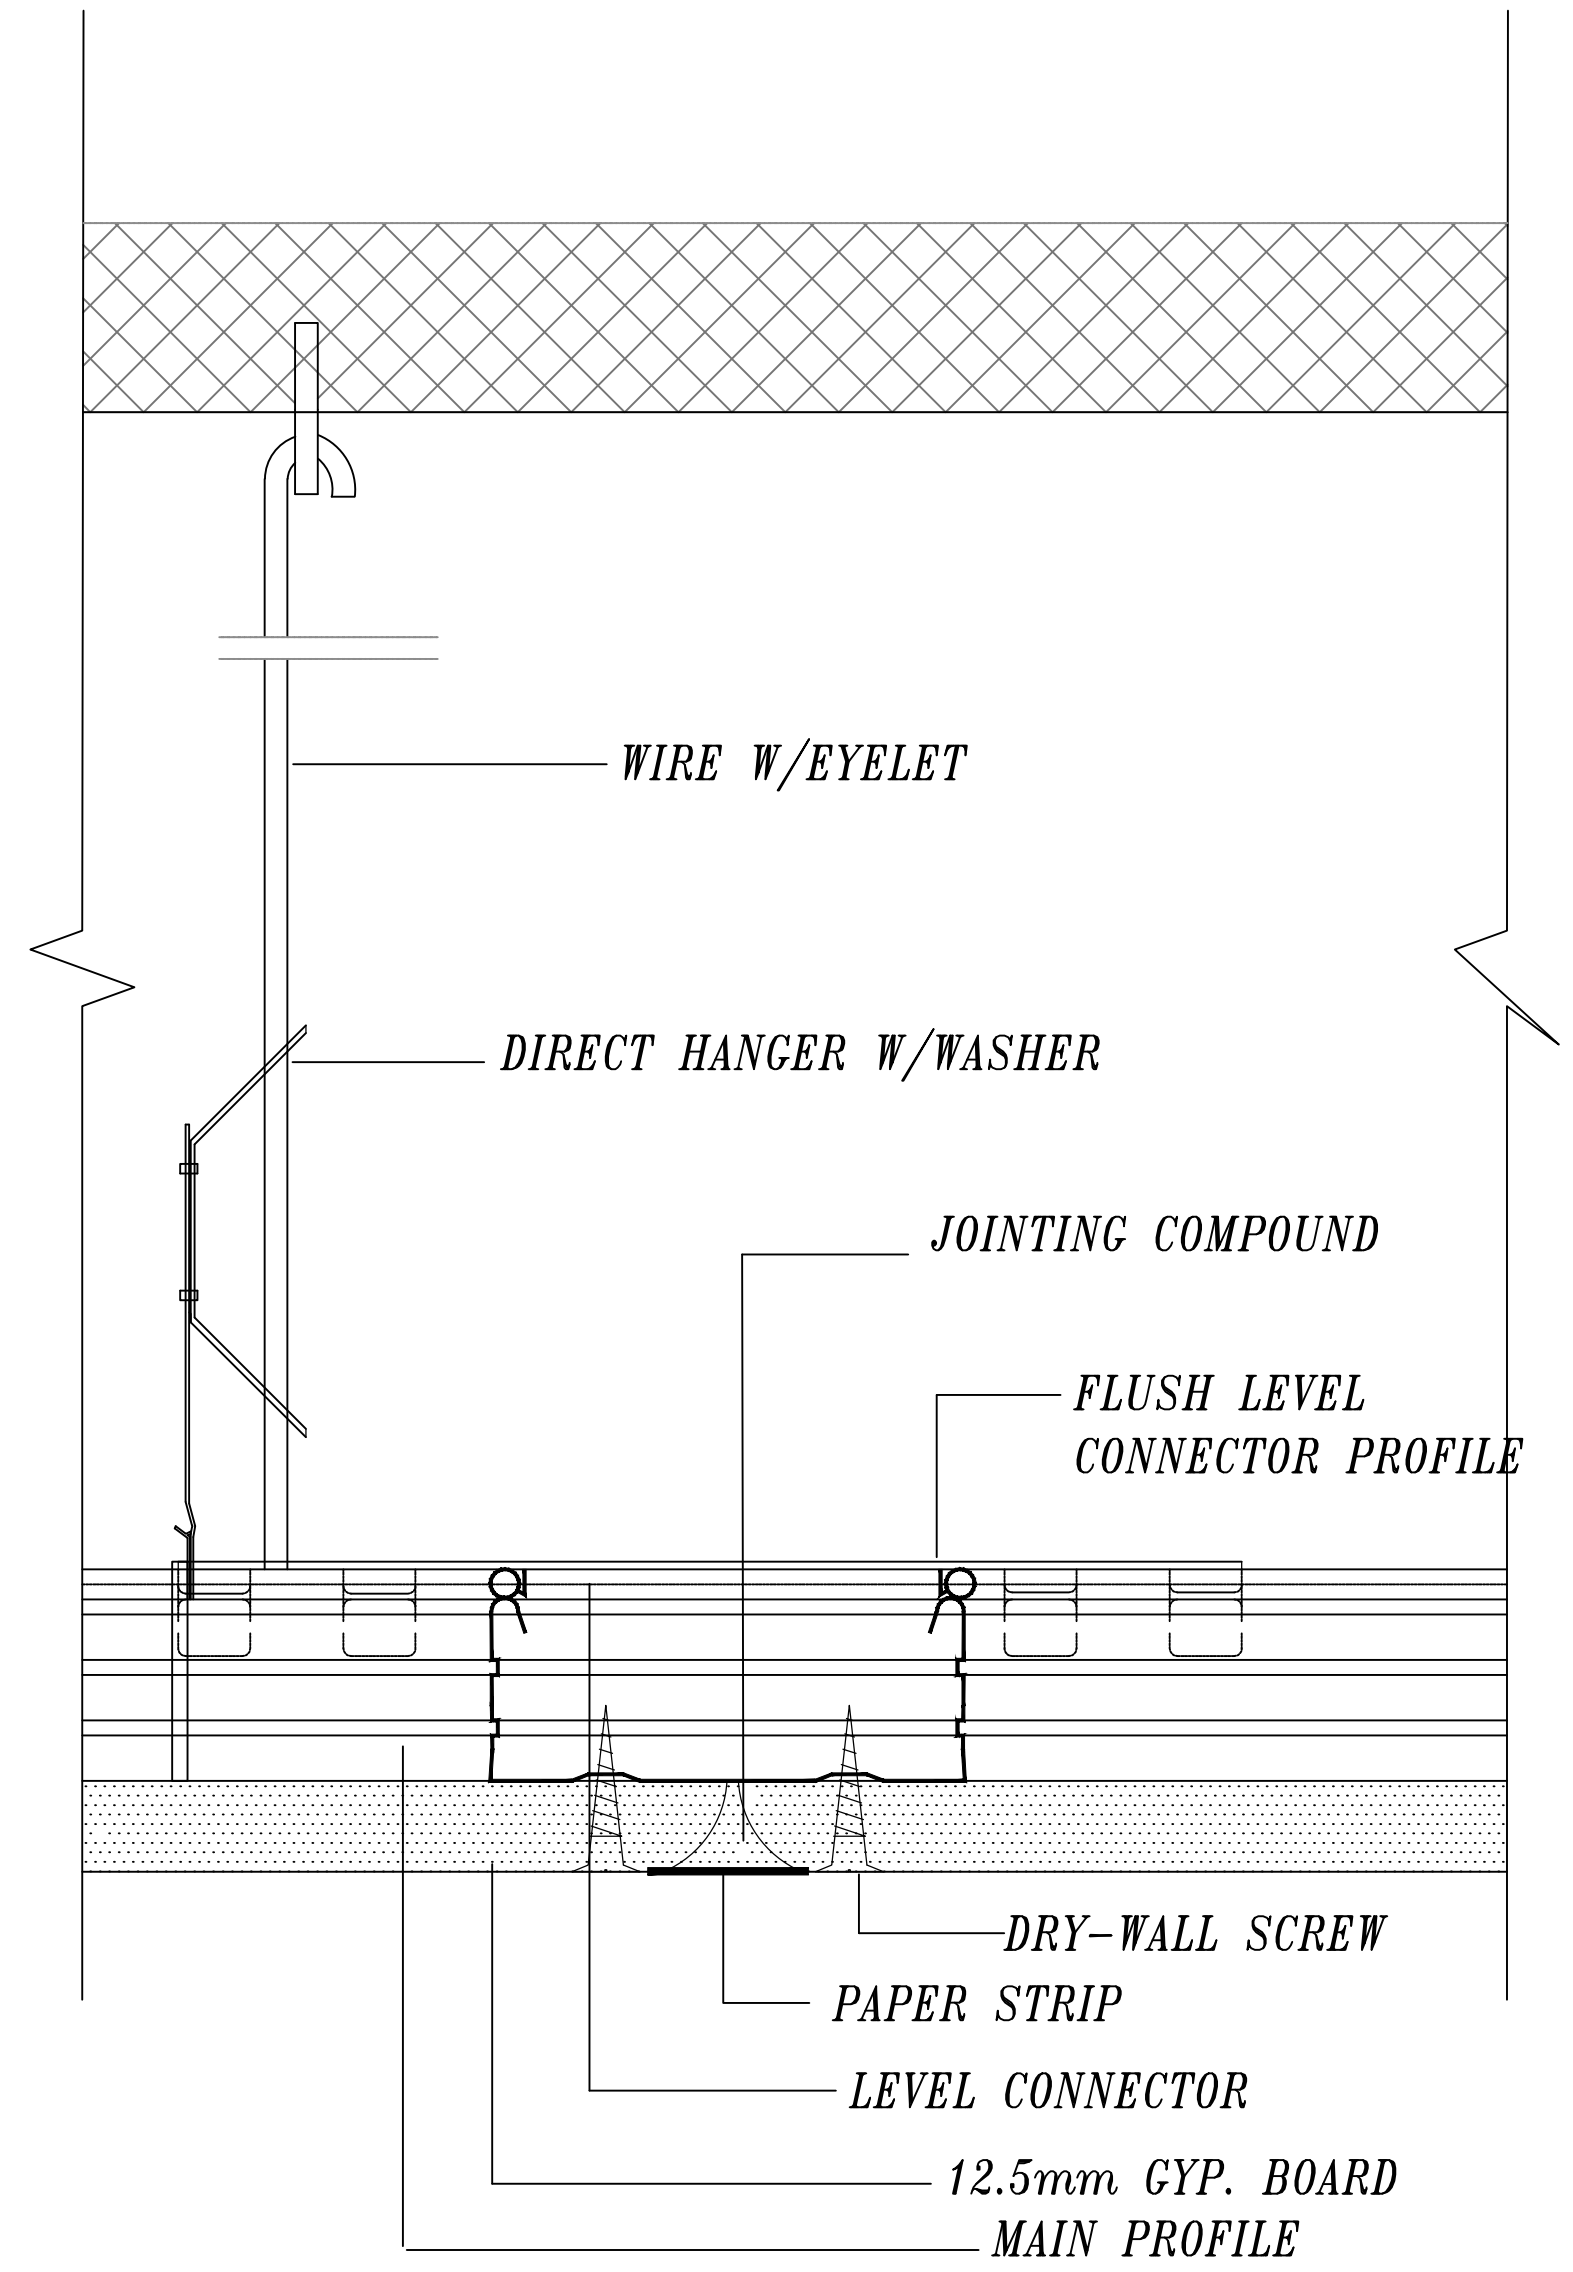 WIRE W/EYELET
DIRECT HANGER W/WASHER
JOINTING COMPOUND
FLUSH LEVEL
CONNECTOR PROFILE
DRY-WALL SCREW
PAPER STRIP
LEVEL CONNECTOR
12.5mm GYP. BOARD
MAIN PROFILE